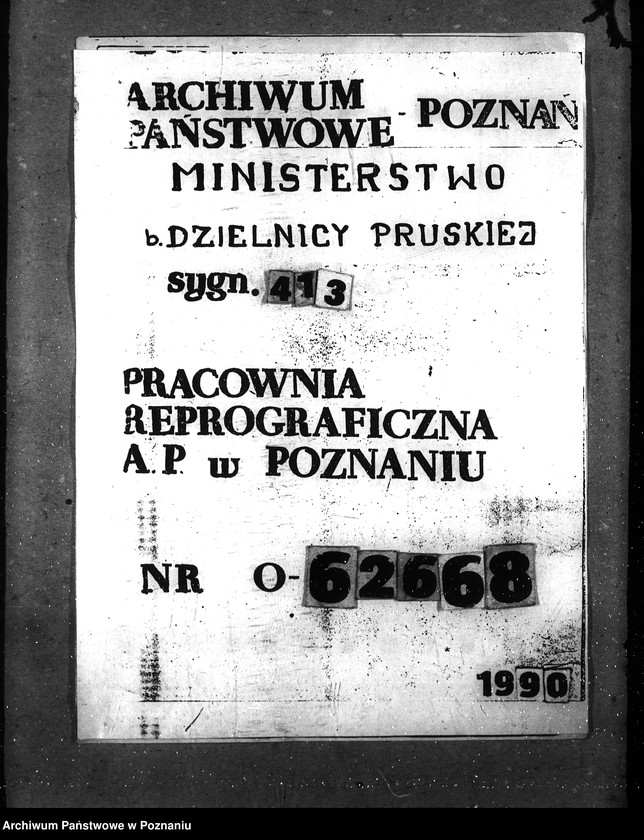 ARCHIWUM
PAŃSTWOWE - POZNAŃ
MINISTERSTWO
b. DZIELNICY PRUSKIEJ
sygn. 413
PRACOWNIA
REPROGRAFICZNA
A.P. w POZNANIU
NR O-62668
1990
Archiwum Państwowe w Poznaniu